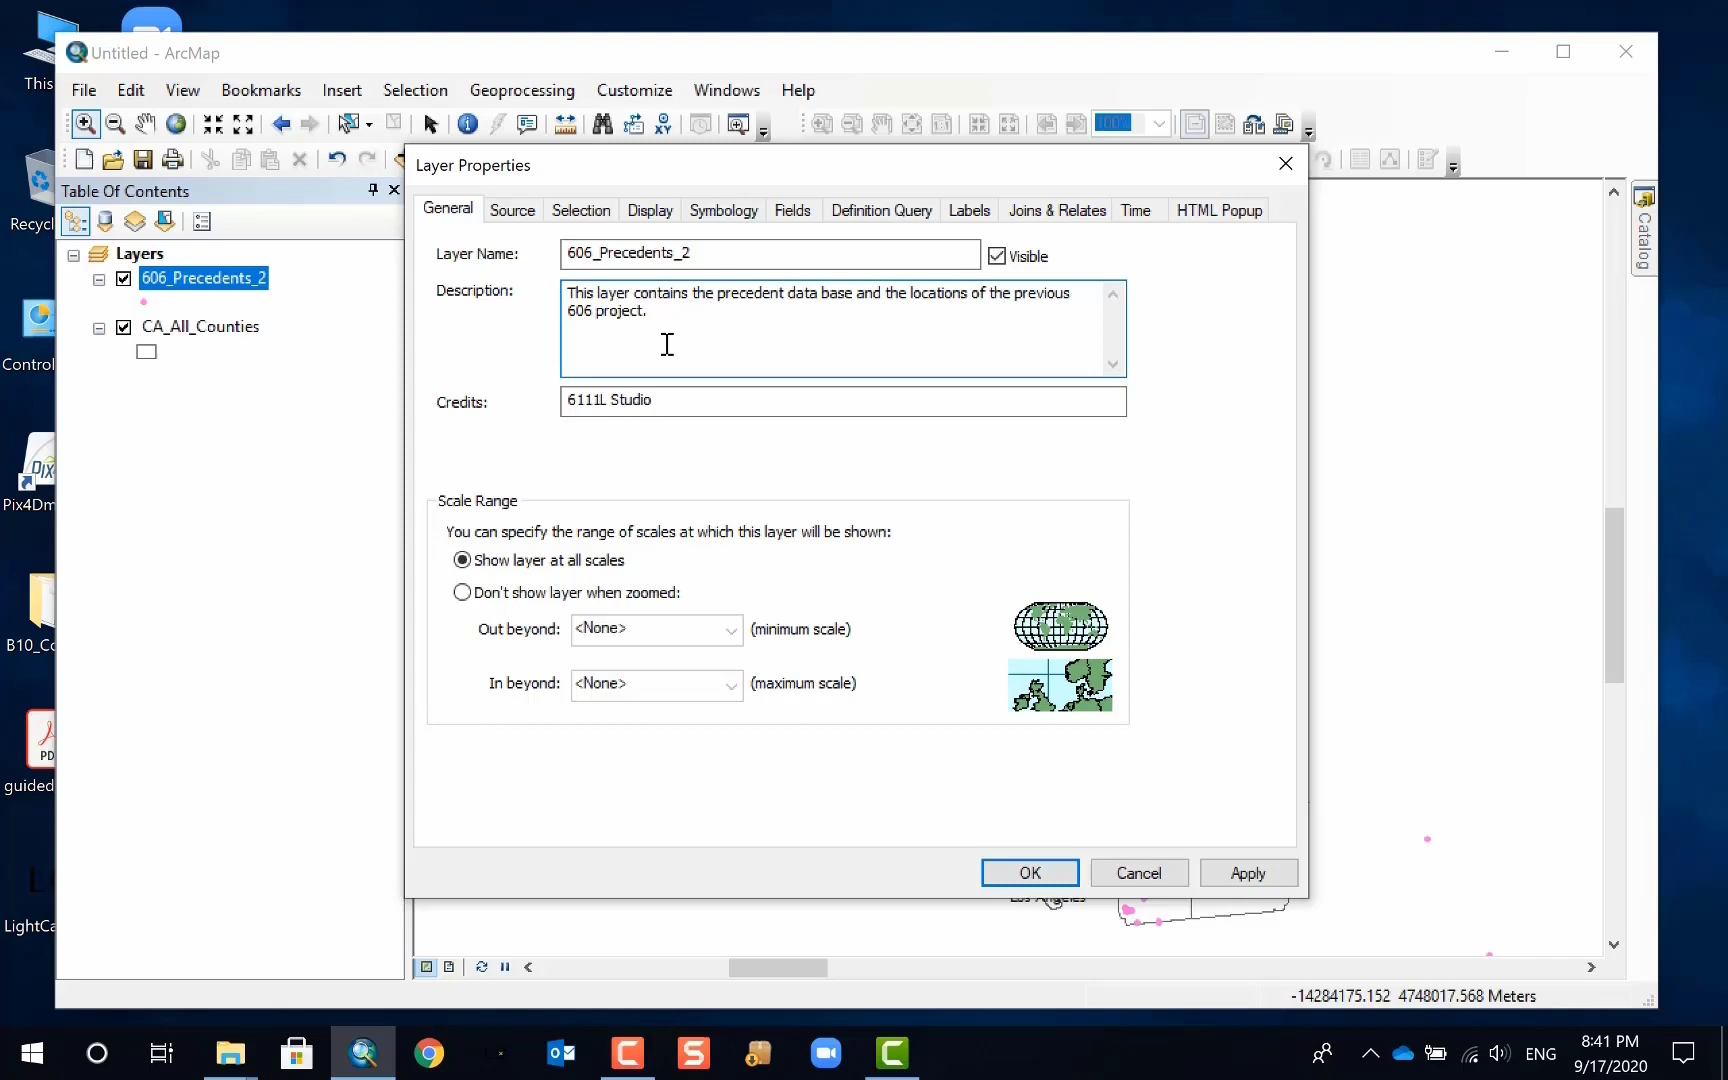 Untitled - ArcMap
This
File Edit View Bookmarks Insert Selection Geoprocessing Customize Windows Help
100%
Layer Properties
Table Of Contents
General Source Selection Display Symbology Fields Definition Query Labels Joins & Relates Time HTML Popup
Catalog
Recycl
Layers
606_Precedents_2
CA_All_Counties
Layer Name: 606_Precedents_2 Visible
Description: This layer contains the precedent data base and the locations of the previous
606 project.
Control
Credits: 6111L Studio
Pix4Dm
Scale Range
You can specify the range of scales at which this layer will be shown:
Show layer at all scales
Don't show layer when zoomed:
Out beyond: <None> (minimum scale)
B10_Co
In beyond: <None> (maximum scale)
PD
guided
OK Cancel Apply
Los Angeles
LightCa
-14284175.152 4748017.568 Meters
ENG
8:41 PM
9/17/2020